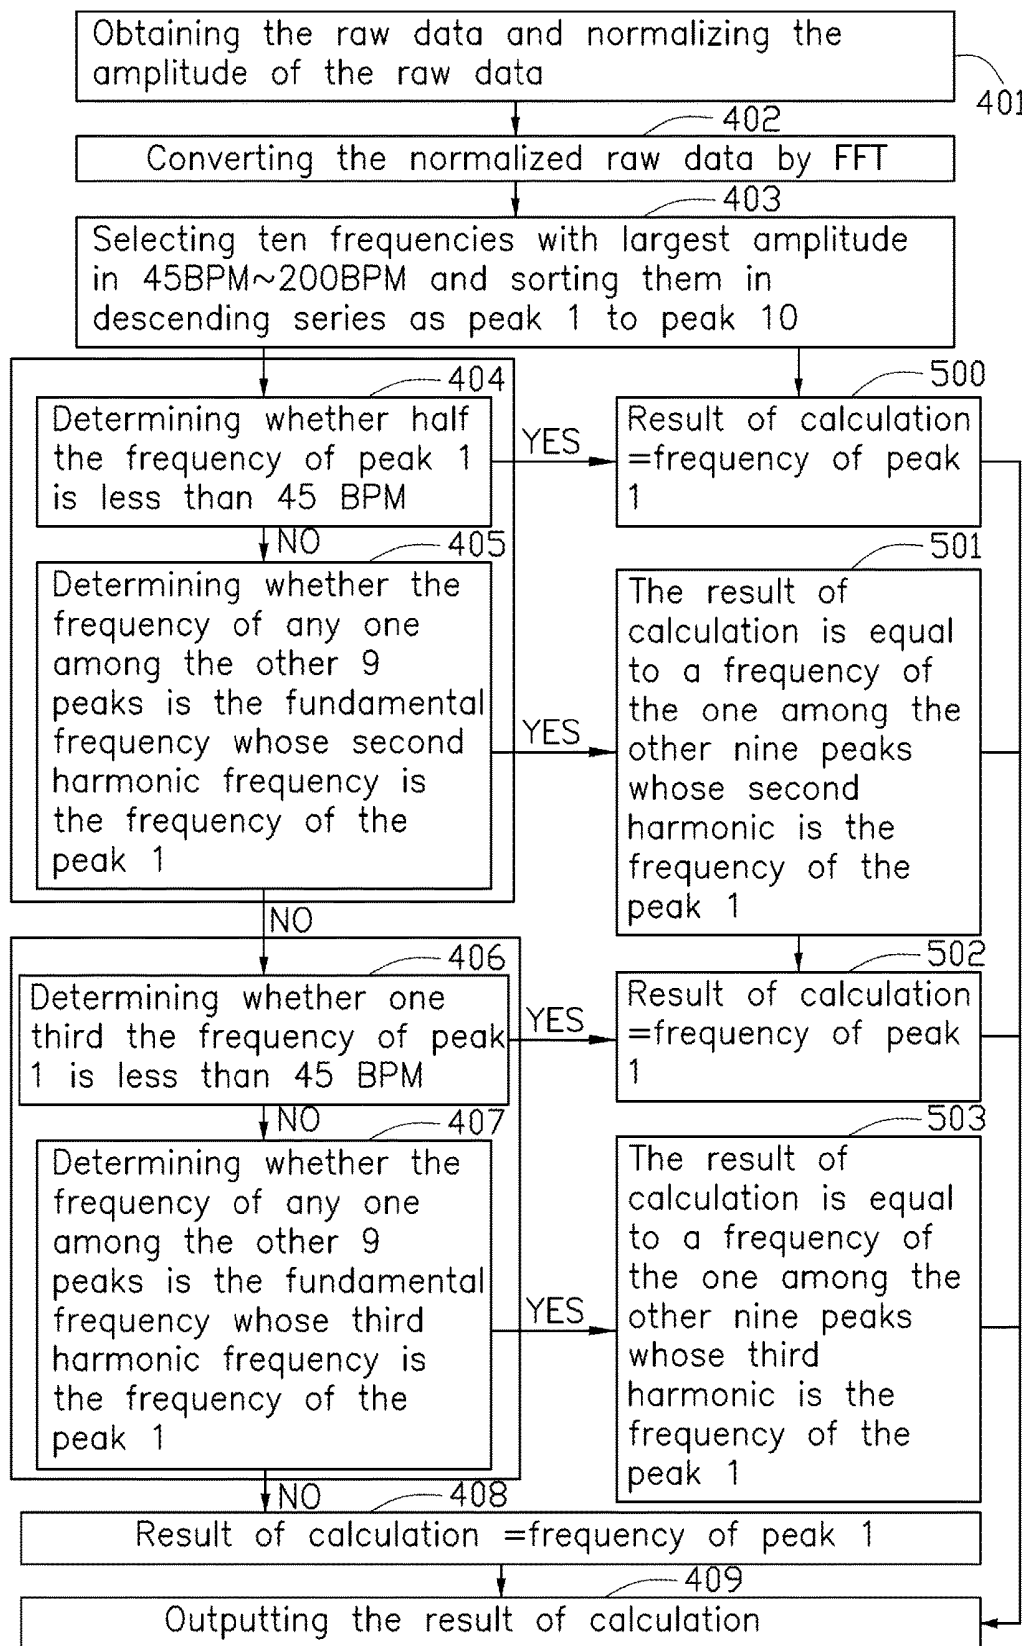 Obtaining the raw data and normalizing the
amplitude of the raw data
401
402
Converting the normalized raw data by FFT
403
Selecting ten frequencies with largest amplitude
in 45BPM~200BPM and sorting them in
descending series as peak 1 to peak 10
404
Determining whether half
the frequency of peak 1
is less than 45 BPM
YES
500
Result of calculation
=frequency of peak
1
NO
405
Determining whether the
frequency of any one
among the other 9
peaks is the fundamental
frequency whose second
harmonic frequency is
the frequency of the
peak 1
YES
501
The result of
calculation is equal
to a frequency of
the one among the
other nine peaks
whose second
harmonic is the
frequency of the
peak 1
NO
406
Determining whether one
third the frequency of peak
1 is less than 45 BPM
YES
502
Result of calculation
=frequency of peak
1
NO
407
Determining whether the
frequency of any one
among the other 9
peaks is the fundamental
frequency whose third
harmonic frequency is
the frequency of the
peak 1
YES
503
The result of
calculation is equal
to a frequency of
the one among the
other nine peaks
whose third
harmonic is the
frequency of the
peak 1
NO
408
Result of calculation =frequency of peak 1
409
Outputting the result of calculation